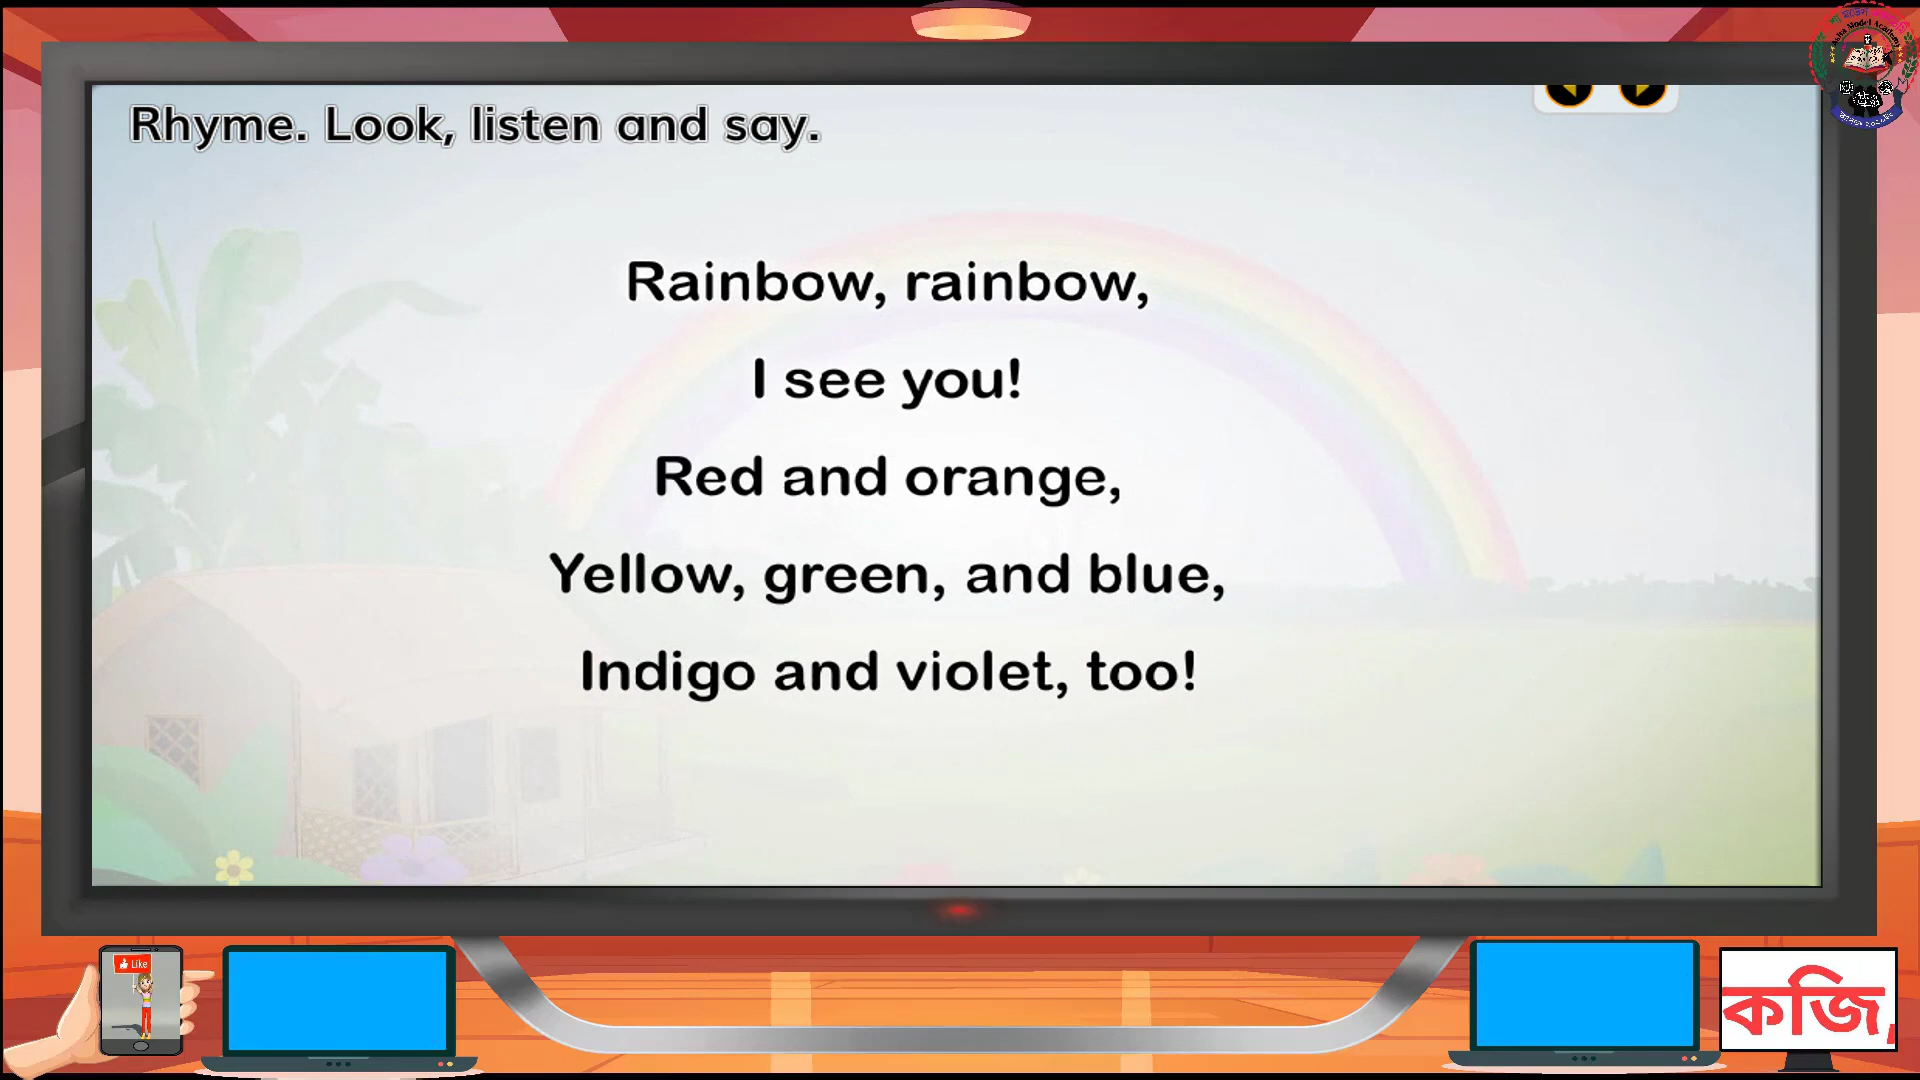 Rhyme. Look, listen and say.
Rainbow, rainbow,
I see you!
Red and orange,
Yellow, green, and blue,
Indigo and violet, too!
Like
কজি